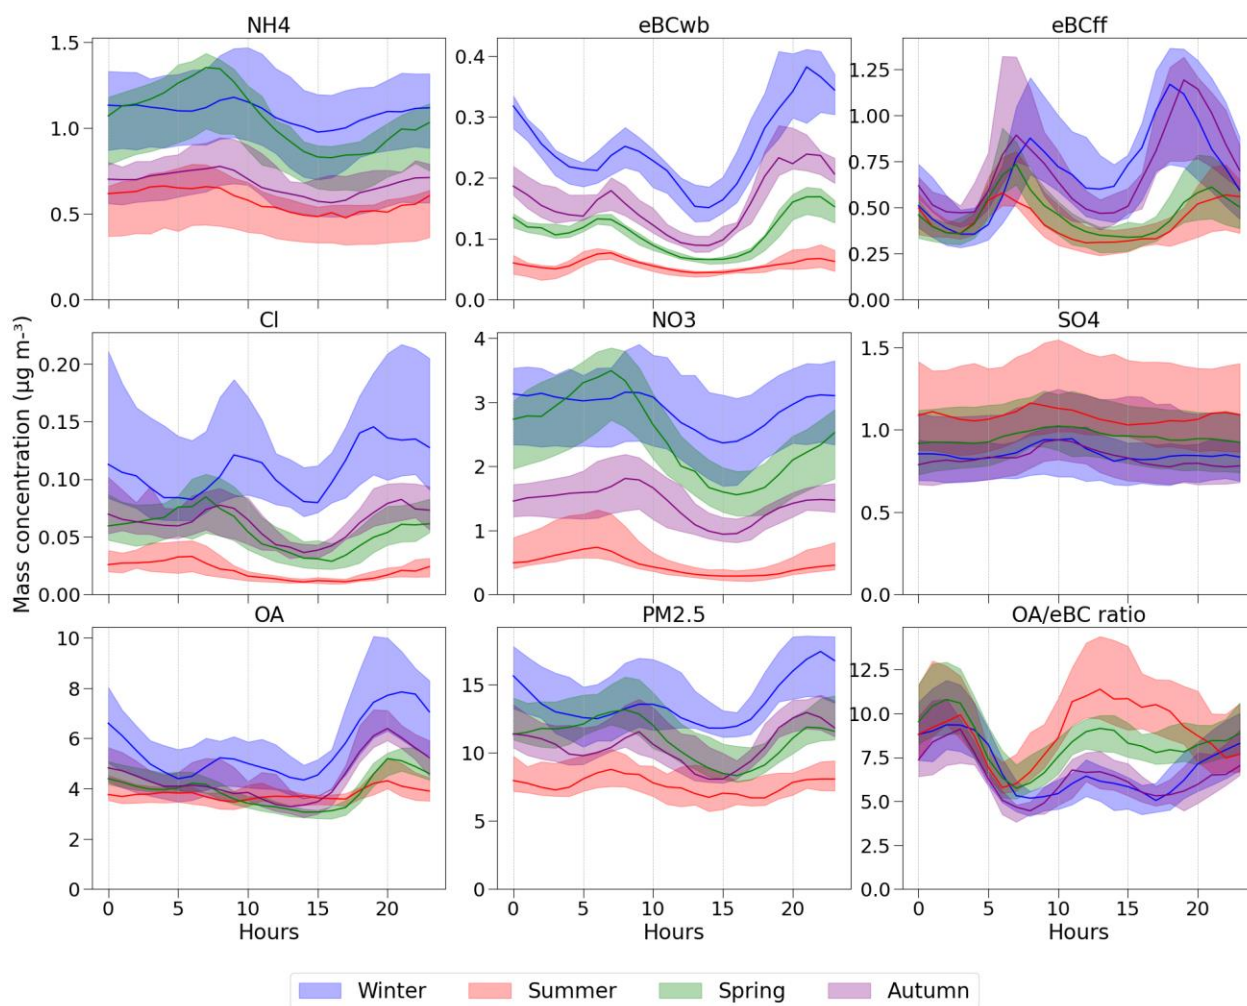 NH4 eBCwb eBCff
1.5 0.4 1.25
1.0 0.3 1.00
0.5 0.2 0.75
0.0 0.1 0.50
0.0 0.25
0.00
Cl NO3 SO4
Mass concentration (µg m-³)
0.20 4 1.5
0.15 3 1.0
0.10 2 0.5
0.05 1 0.0
0.00 0
OA PM2.5 OA/eBC ratio
10 15 12.5
8 10 10.0
6 5 7.5
4 0 5.0
2 2.5
0 0.0
0 5 10 15 20 0 5 10 15 20 0 5 10 15 20
Hours Hours Hours
Winter Summer Spring Autumn